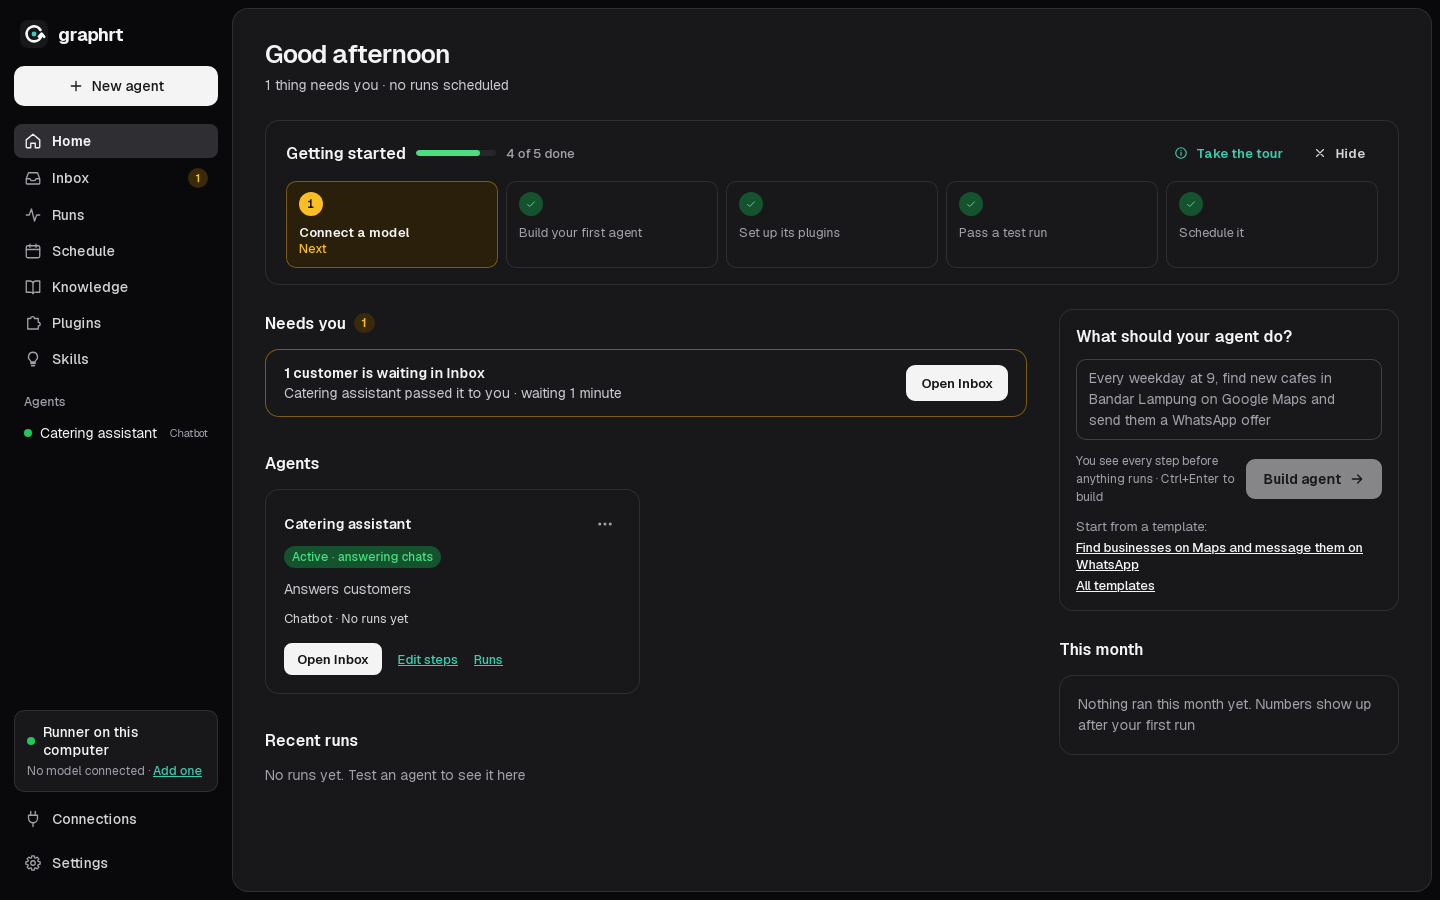 graphrt
New agent
Home
Inbox 1
Runs
Schedule
Knowledge
Plugins
Skills
Agents
Catering assistant Chatbot
Runner on this
computer
No model connected · Add one
Connections
Settings
Good afternoon
1 thing needs you · no runs scheduled
Getting started 4 of 5 done Take the tour Hide
1
Connect a model
Next
Build your first agent
Set up its plugins
Pass a test run
Schedule it
Needs you 1
1 customer is waiting in Inbox
Catering assistant passed it to you · waiting 1 minute
Open Inbox
Agents
Catering assistant
Active · answering chats
Answers customers
Chatbot · No runs yet
Open Inbox Edit steps Runs
Recent runs
No runs yet. Test an agent to see it here
What should your agent do?
Every weekday at 9, find new cafes in
Bandar Lampung on Google Maps and
send them a WhatsApp offer
You see every step before
anything runs · Ctrl+Enter to
build
Build agent
Start from a template:
Find businesses on Maps and message them on
WhatsApp
All templates
This month
Nothing ran this month yet. Numbers show up
after your first run